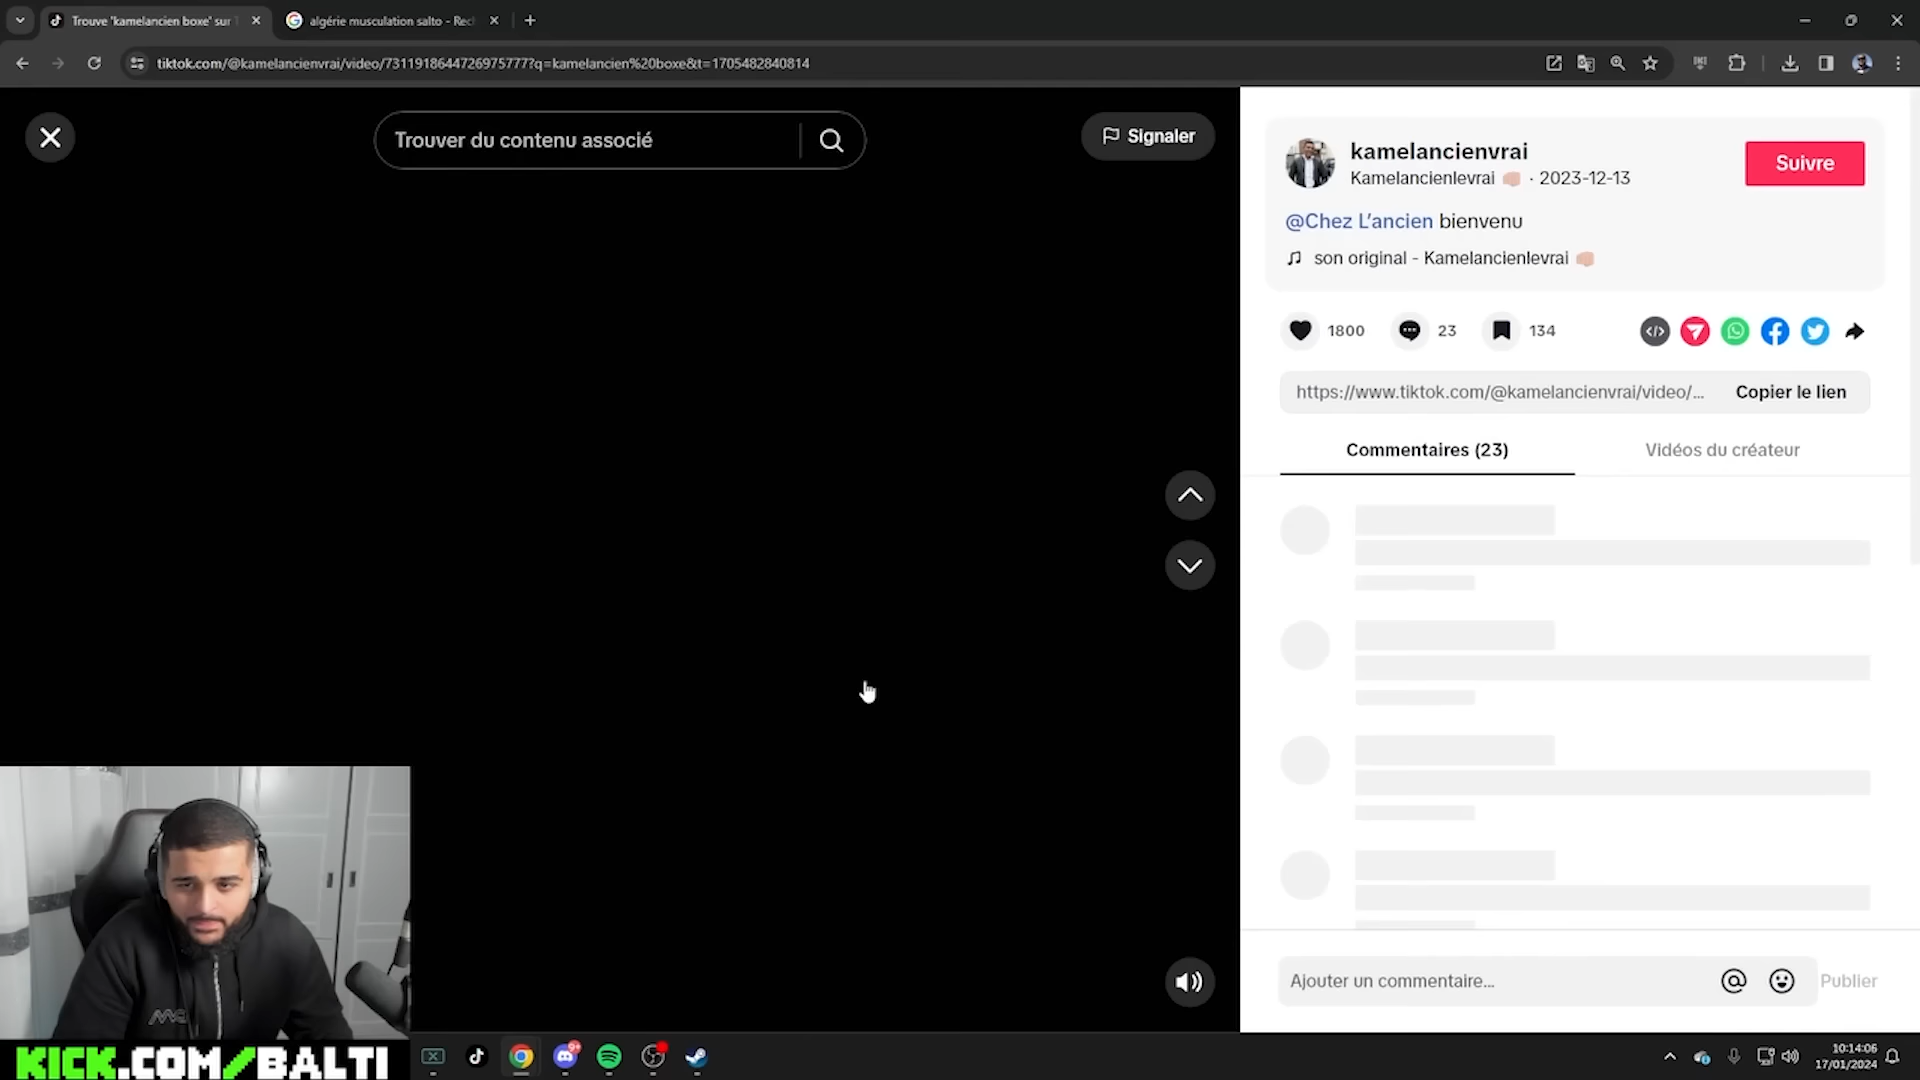 Trouve 'kamelancien boxe' sur
algérie musculation salto - Rec
tiktok.com/@kamelancienvrai/video/7311918644726975777?q=kamelancien%20boxe&t=1705482840814
Trouver du contenu associé
Signaler
kamelancienvrai
Kamelancienlevrai 👊🏼 · 2023-12-13
Suivre
@Chez L'ancien bienvenu
son original - Kamelancienlevrai 👊🏼
1800
23
134
https://www.tiktok.com/@kamelancienvrai/video/...
Copier le lien
Commentaires (23)
Vidéos du créateur
Ajouter un commentaire...
Publier
KICK.COM/BALTI
10:14:06
17/01/2024